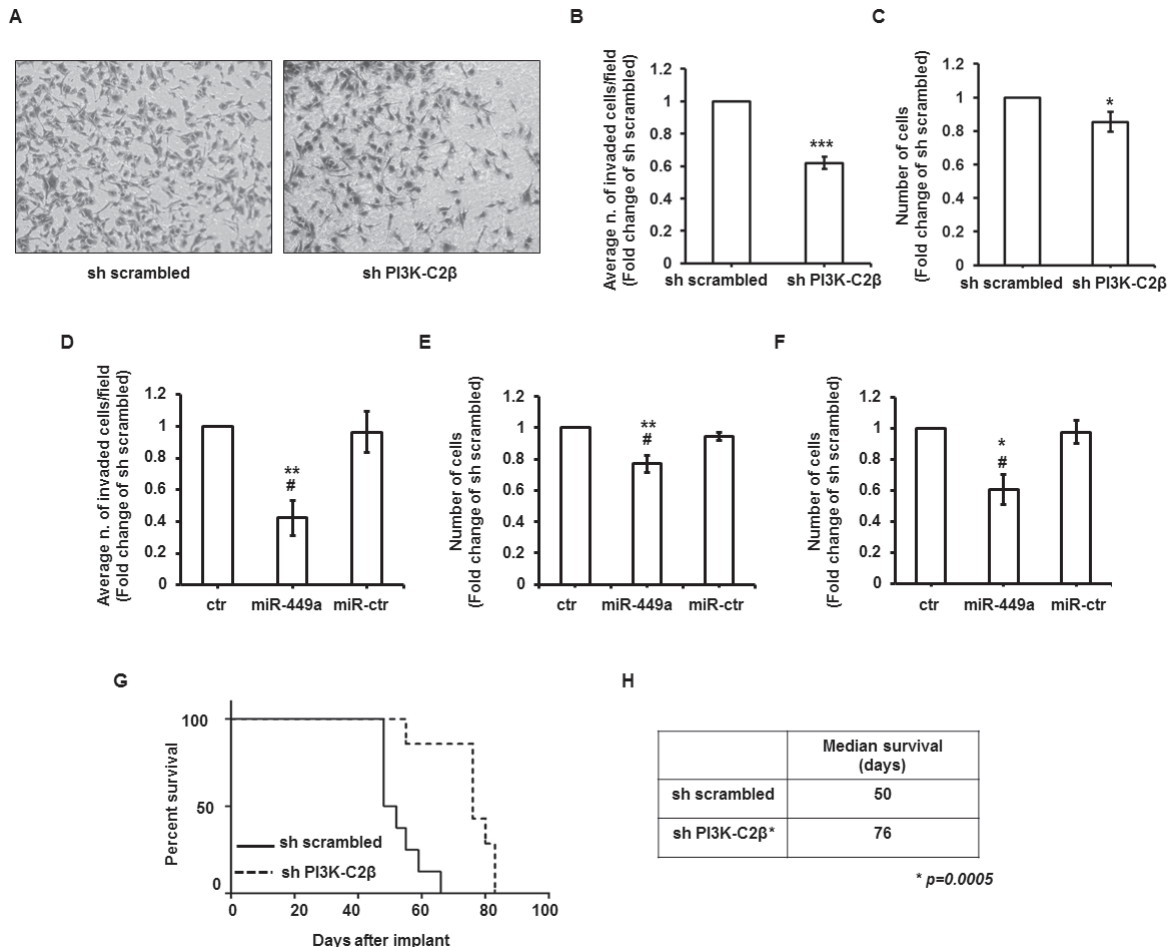 A
sh scrambled
sh PI3K-C2β
B
Average n. of invaded cells/field
(Fold change of sh scrambled)
1.2
1
0.8
0.6
0.4
0.2
0
***
sh scrambled
sh PI3K-C2β
C
Number of cells
(Fold change of sh scrambled)
1.2
1
0.8
0.6
0.4
0.2
0
*
sh scrambled
sh PI3K-C2β
D
Average n. of invaded cells/field
(Fold change of sh scrambled)
1.2
1
0.8
0.6
0.4
0.2
0
**
#
ctr
miR-449a
miR-ctr
E
Number of cells
(Fold change of sh scrambled)
1.2
1
0.8
0.6
0.4
0.2
0
**
#
ctr
miR-449a
miR-ctr
F
Number of cells
(Fold change of sh scrambled)
1.2
1
0.8
0.6
0.4
0.2
0
*
#
ctr
miR-449a
miR-ctr
G
Percent survival
100
50
0
sh scrambled
sh PI3K-C2β
0 20 40 60 80 100
Days after implant
H
Median survival
(days)
sh scrambled 50
sh PI3K-C2β* 76
* p=0.0005